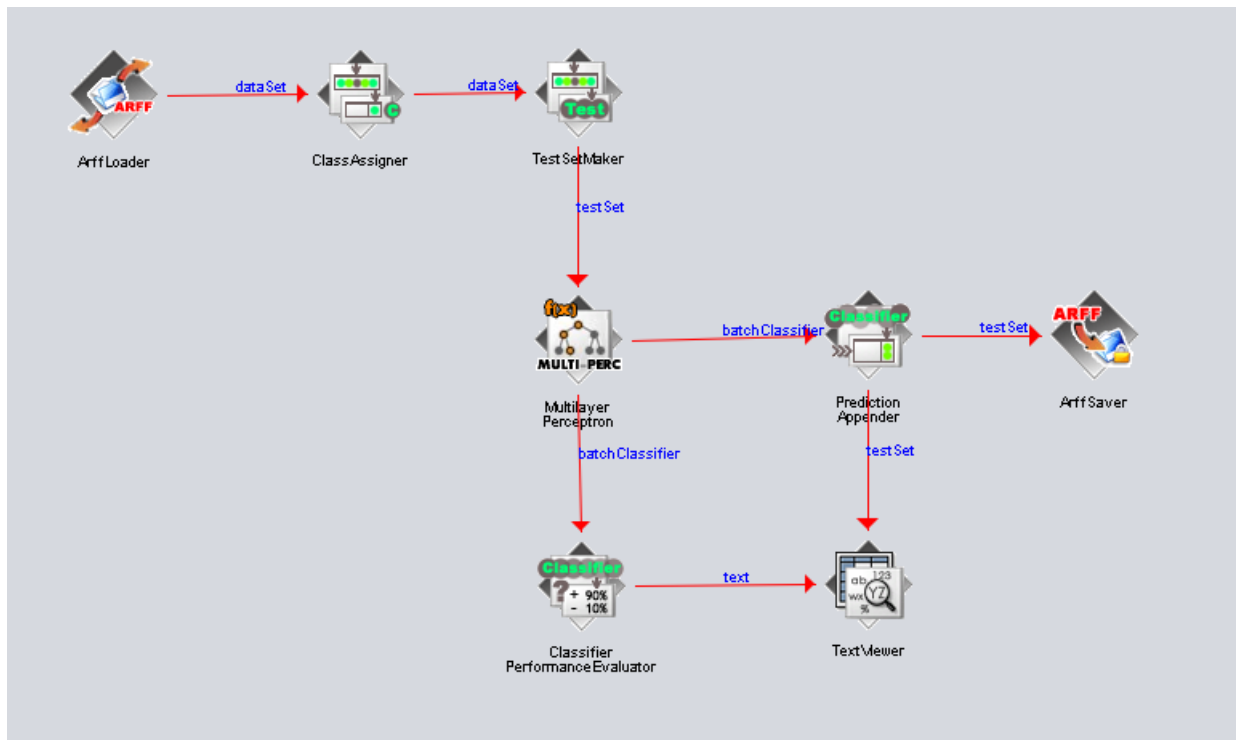 ARFF
dataSet
C
dataSet
Test
ArffLoader
ClassAssigner
TestSetMaker
testSet
f(x)
MULTI-PERC
batchClassifier
Classifier
testSet
ARFF
Multilayer
Perceptron
Prediction
Appender
ArffSaver
batchClassifier
testSet
Classifier
?
+ 90%
- 10%
text
ab 123
wx YZ
%
Classifier
PerformanceEvaluator
TextViewer